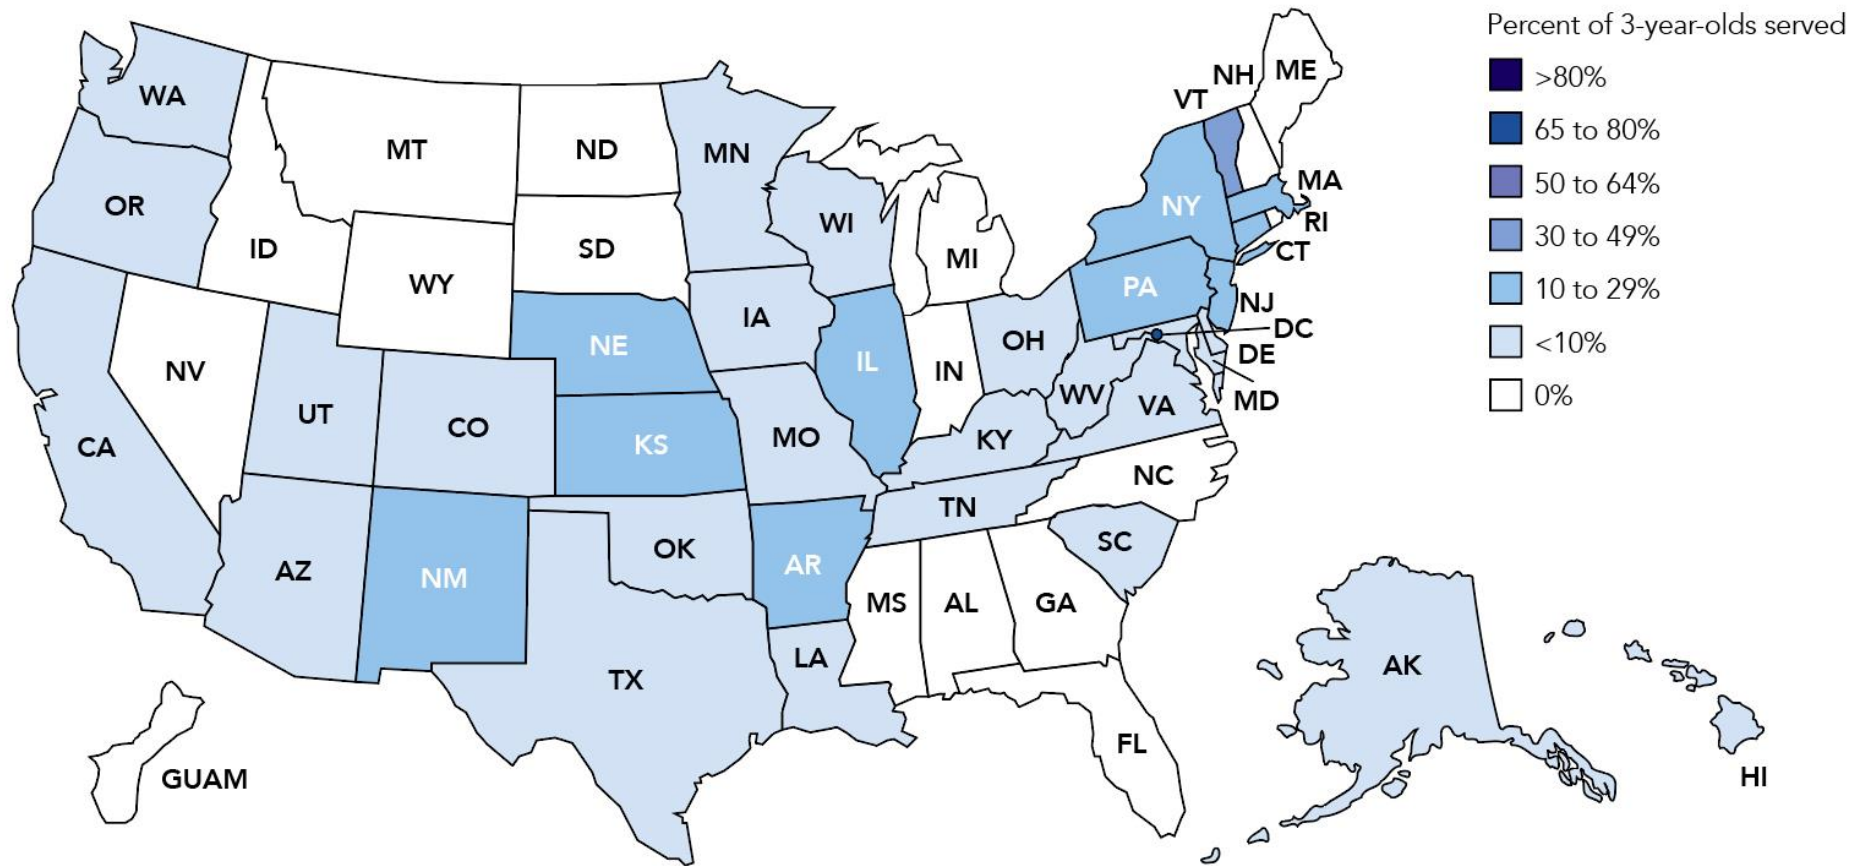 Percent of 3-year-olds served
>80%
65 to 80%
50 to 64%
30 to 49%
10 to 29%
<10%
0%
WA
OR
CA
NV
ID
MT
WY
UT
CO
AZ
NM
ND
SD
NE
KS
OK
TX
MN
IA
MO
AR
LA
WI
IL
MI
IN
OH
KY
TN
MS
AL
GA
FL
SC
NC
VA
WV
PA
NY
VT
NH
ME
MA
RI
CT
NJ
DC
DE
MD
AK
HI
GUAM